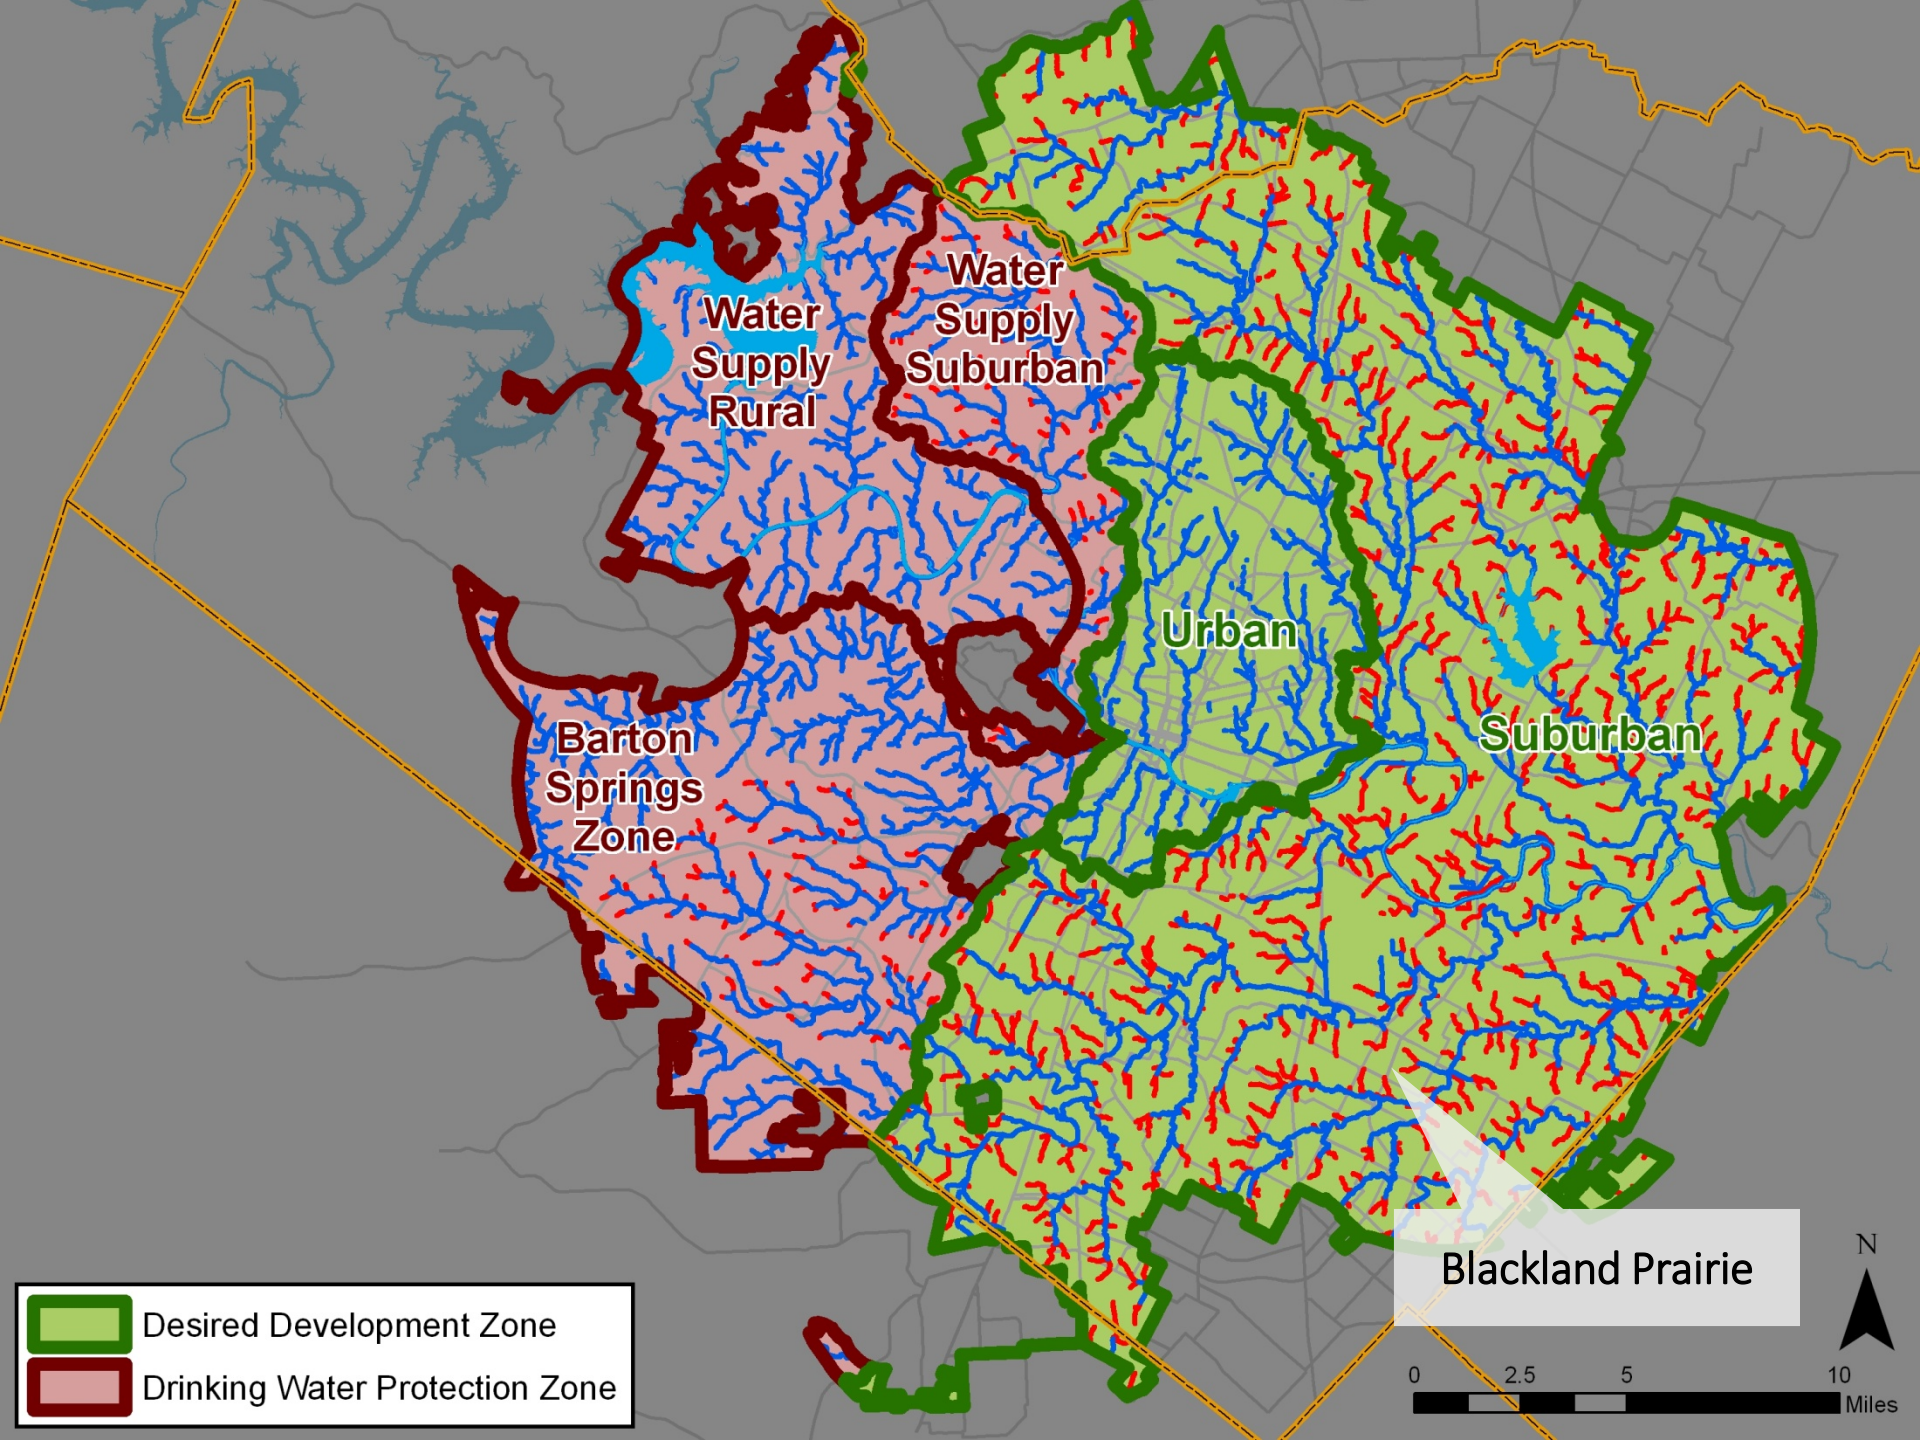 Water
Supply
Suburban
Water
Supply
Rural
Urban
Barton
Springs
Zone
Suburban
Blackland Prairie
N
Desired Development Zone
Drinking Water Protection Zone
0 2.5 5 10
Miles